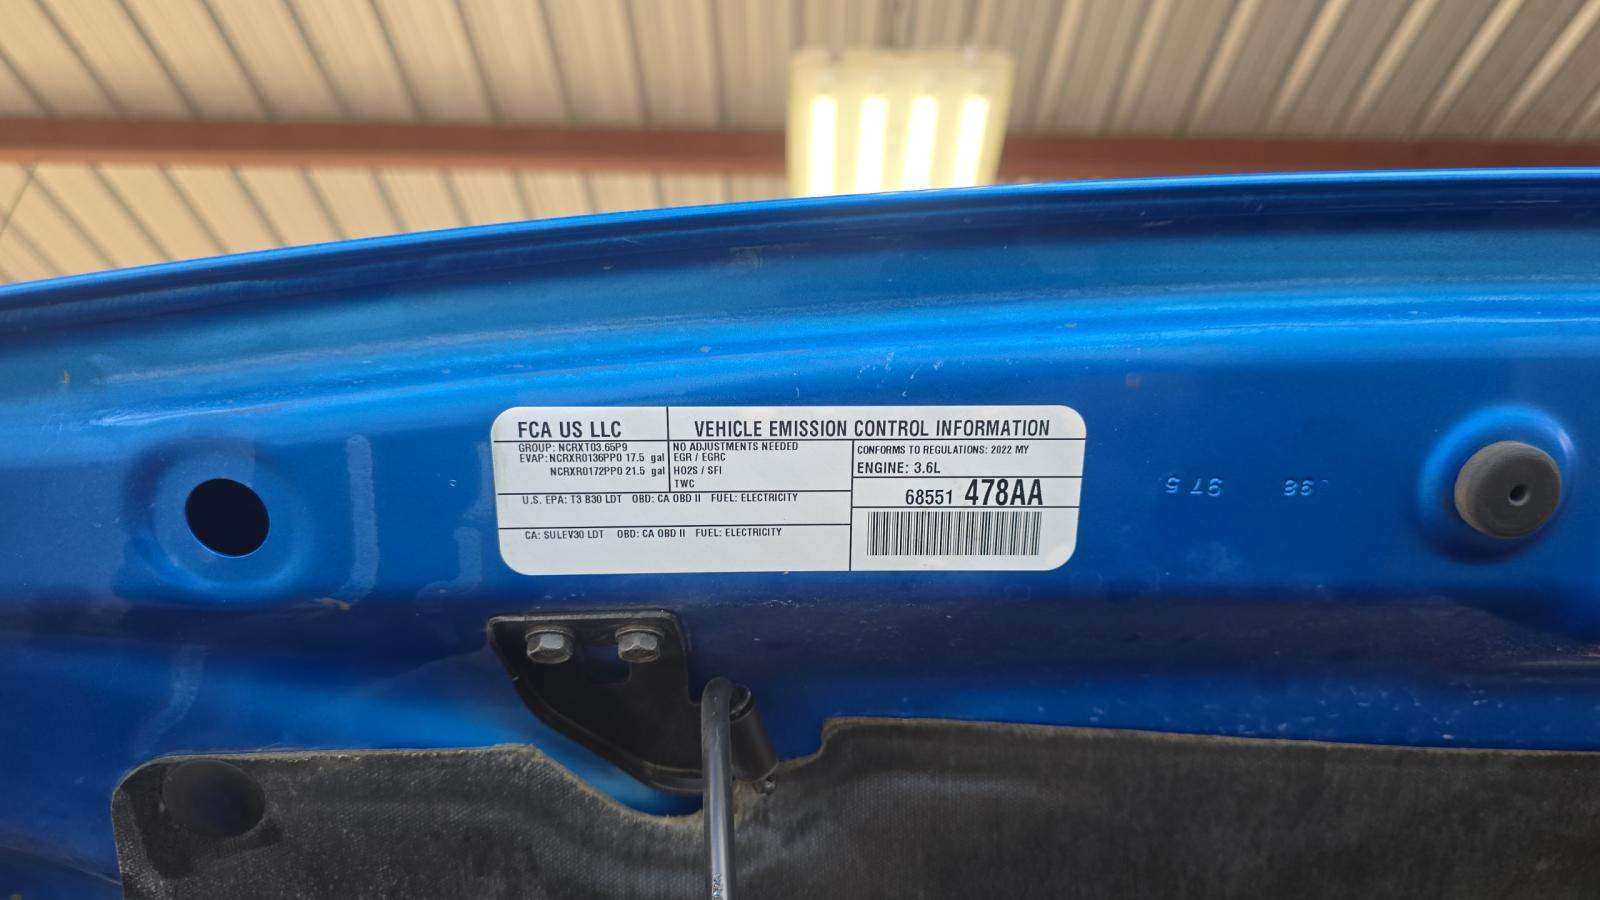 FCA US LLC
VEHICLE EMISSION CONTROL INFORMATION
GROUP: NCRXT03.65P9
EVAP: NCRXR0136PP0 17.5 gal
NCRXR0172PP0 21.5 gal
NO ADJUSTMENTS NEEDED
EGR / EGRC
HO2S / SFI
TWC
CONFORMS TO REGULATIONS: 2022 MY
ENGINE: 3.6L
68551 478AA
U.S. EPA: T3 B30 LDT OBD: CA OBD II FUEL: ELECTRICITY
CA: SULEV30 LDT OBD: CA OBD II FUEL: ELECTRICITY